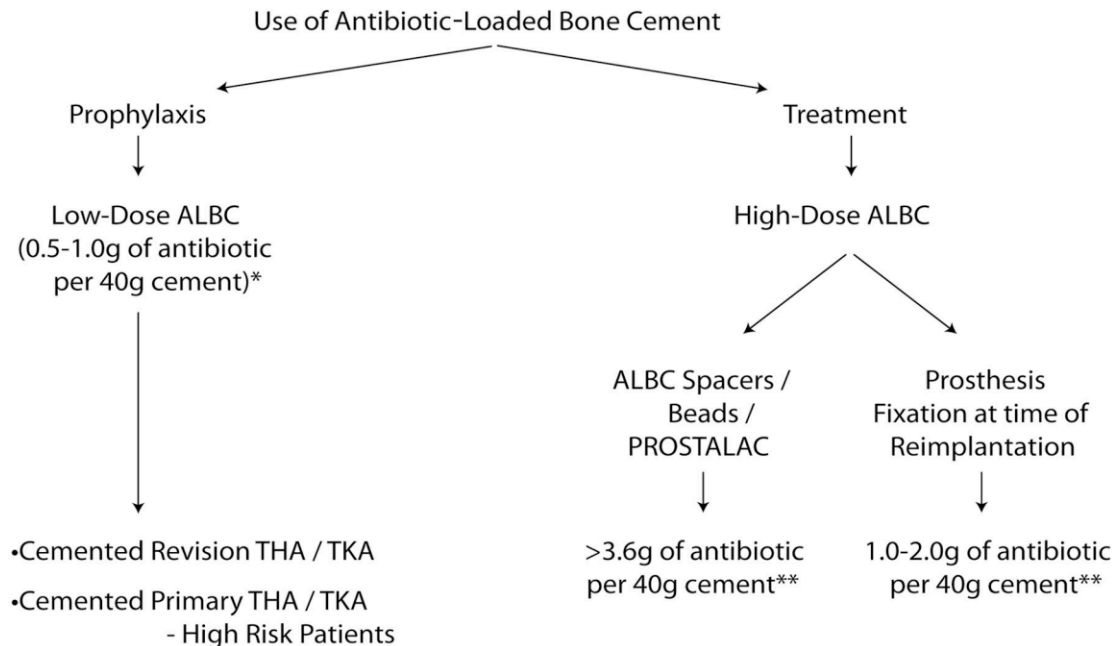 Use of Antibiotic-Loaded Bone Cement
Prophylaxis
Low-Dose ALBC
(0.5-1.0g of antibiotic
per 40g cement)*
•Cemented Revision THA / TKA
•Cemented Primary THA / TKA
- High Risk Patients
Treatment
High-Dose ALBC
ALBC Spacers /
Beads /
PROSTALAC
>3.6g of antibiotic
per 40g cement**
Prosthesis
Fixation at time of
Reimplantation
1.0-2.0g of antibiotic
per 40g cement**